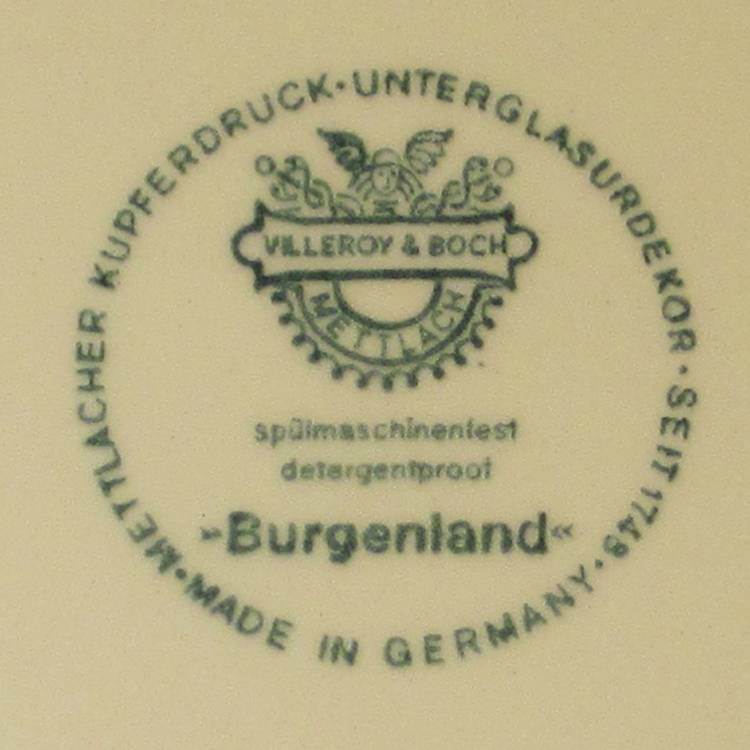 METTLACHER KUPFERDRUCK·UNTERGLASURDEKOR·SEIT 1748·MADE IN GERMANY·
VILLEROY & BOCH
METTLACH
spülmaschinenfest
detergentproof
»Burgenland«